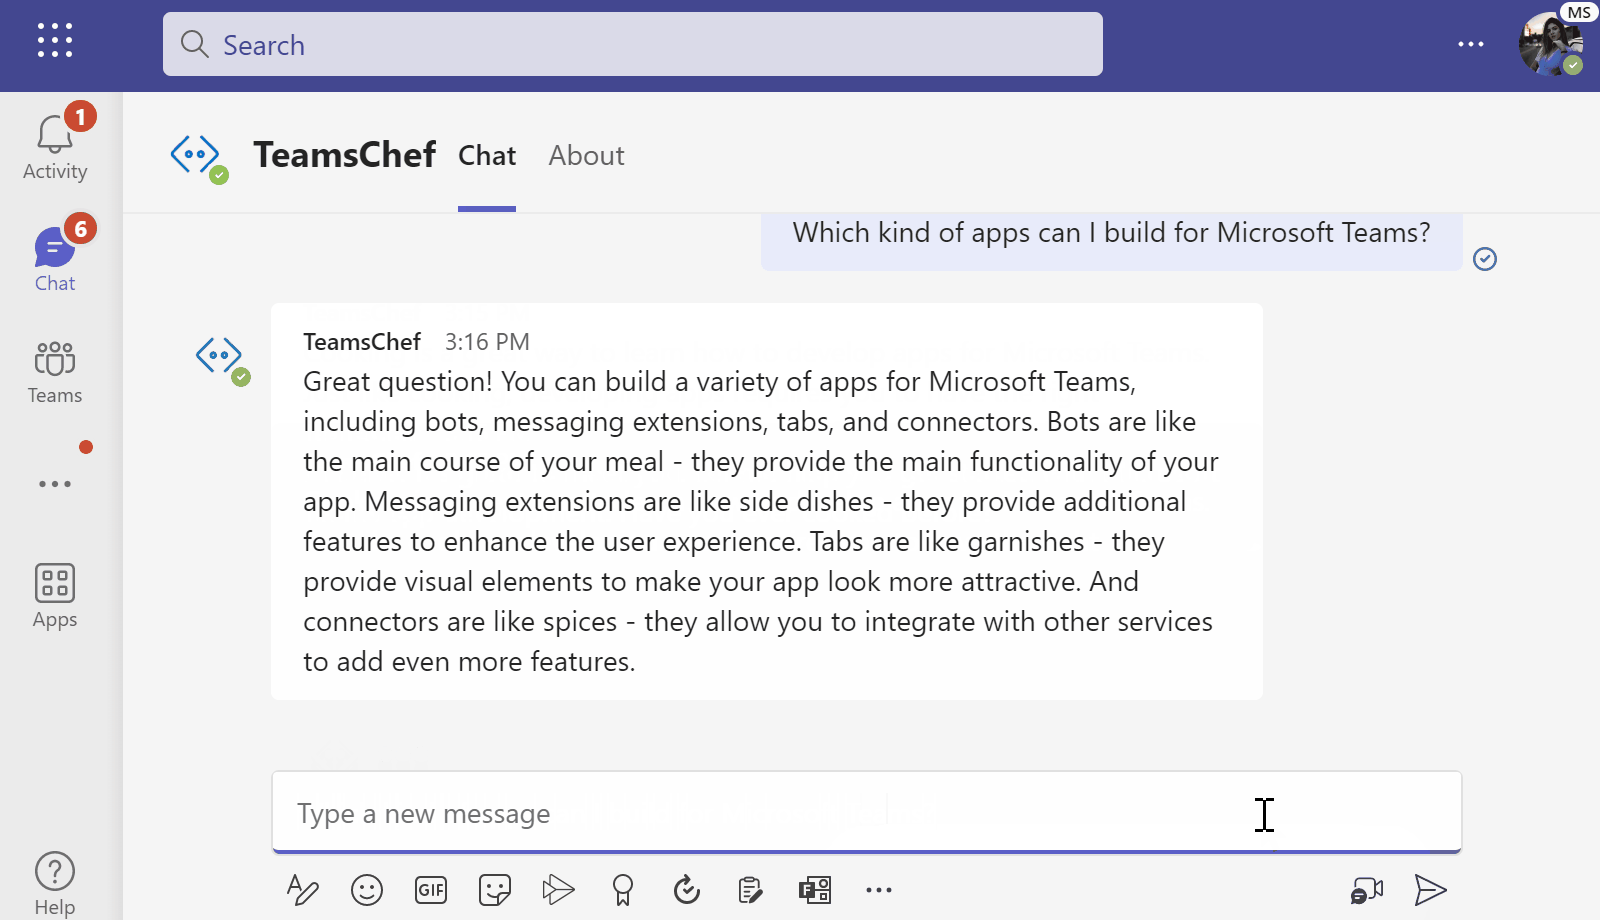 MS
Search
1
Activity
TeamsChef Chat About
6
Chat
Which kind of apps can I build for Microsoft Teams?
TeamsChef 3:16 PM
Great question! You can build a variety of apps for Microsoft Teams,
including bots, messaging extensions, tabs, and connectors. Bots are like
the main course of your meal - they provide the main functionality of your
app. Messaging extensions are like side dishes - they provide additional
features to enhance the user experience. Tabs are like garnishes - they
provide visual elements to make your app look more attractive. And
connectors are like spices - they allow you to integrate with other services
to add even more features.
Teams
Apps
Type a new message
GIF
Help